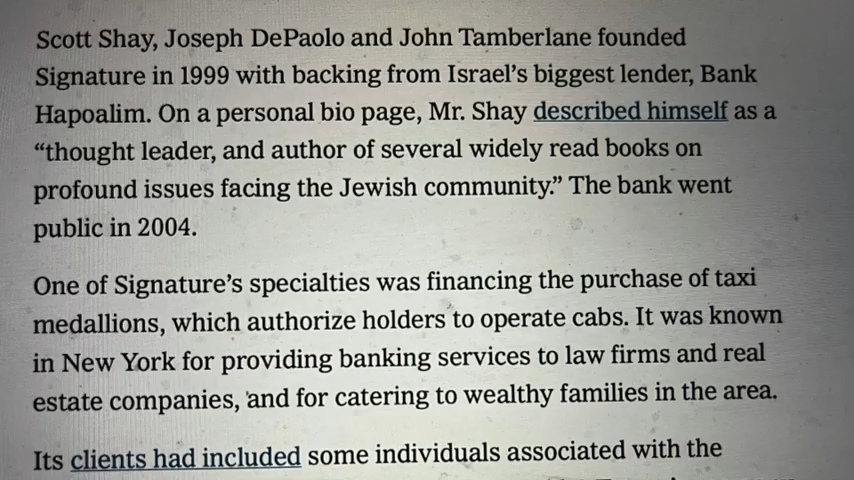 Scott Shay, Joseph DePaolo and John Tamberlane founded
Signature in 1999 with backing from Israel’s biggest lender, Bank
Hapoalim. On a personal bio page, Mr. Shay described himself as a
“thought leader, and author of several widely read books on
profound issues facing the Jewish community.” The bank went
public in 2004.
One of Signature’s specialties was financing the purchase of taxi
medallions, which authorize holders to operate cabs. It was known
in New York for providing banking services to law firms and real
estate companies, and for catering to wealthy families in the area.
Its clients had included some individuals associated with the